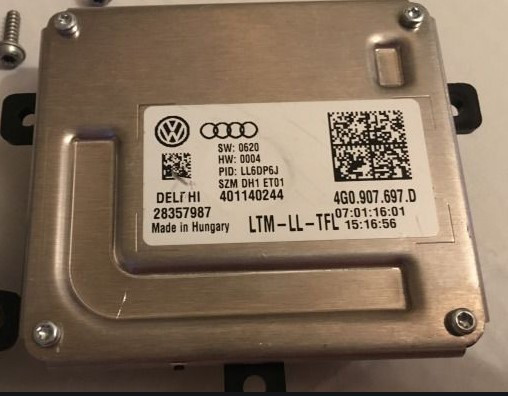 SW: 0620
HW: 0004
PID: LL6DP6J
SZM DH1 ET01
DELPHI 401140244 4G0.907.697.D
28357987 07:01:16:01
Made in Hungary LTM-LL-TFL 15:16:56